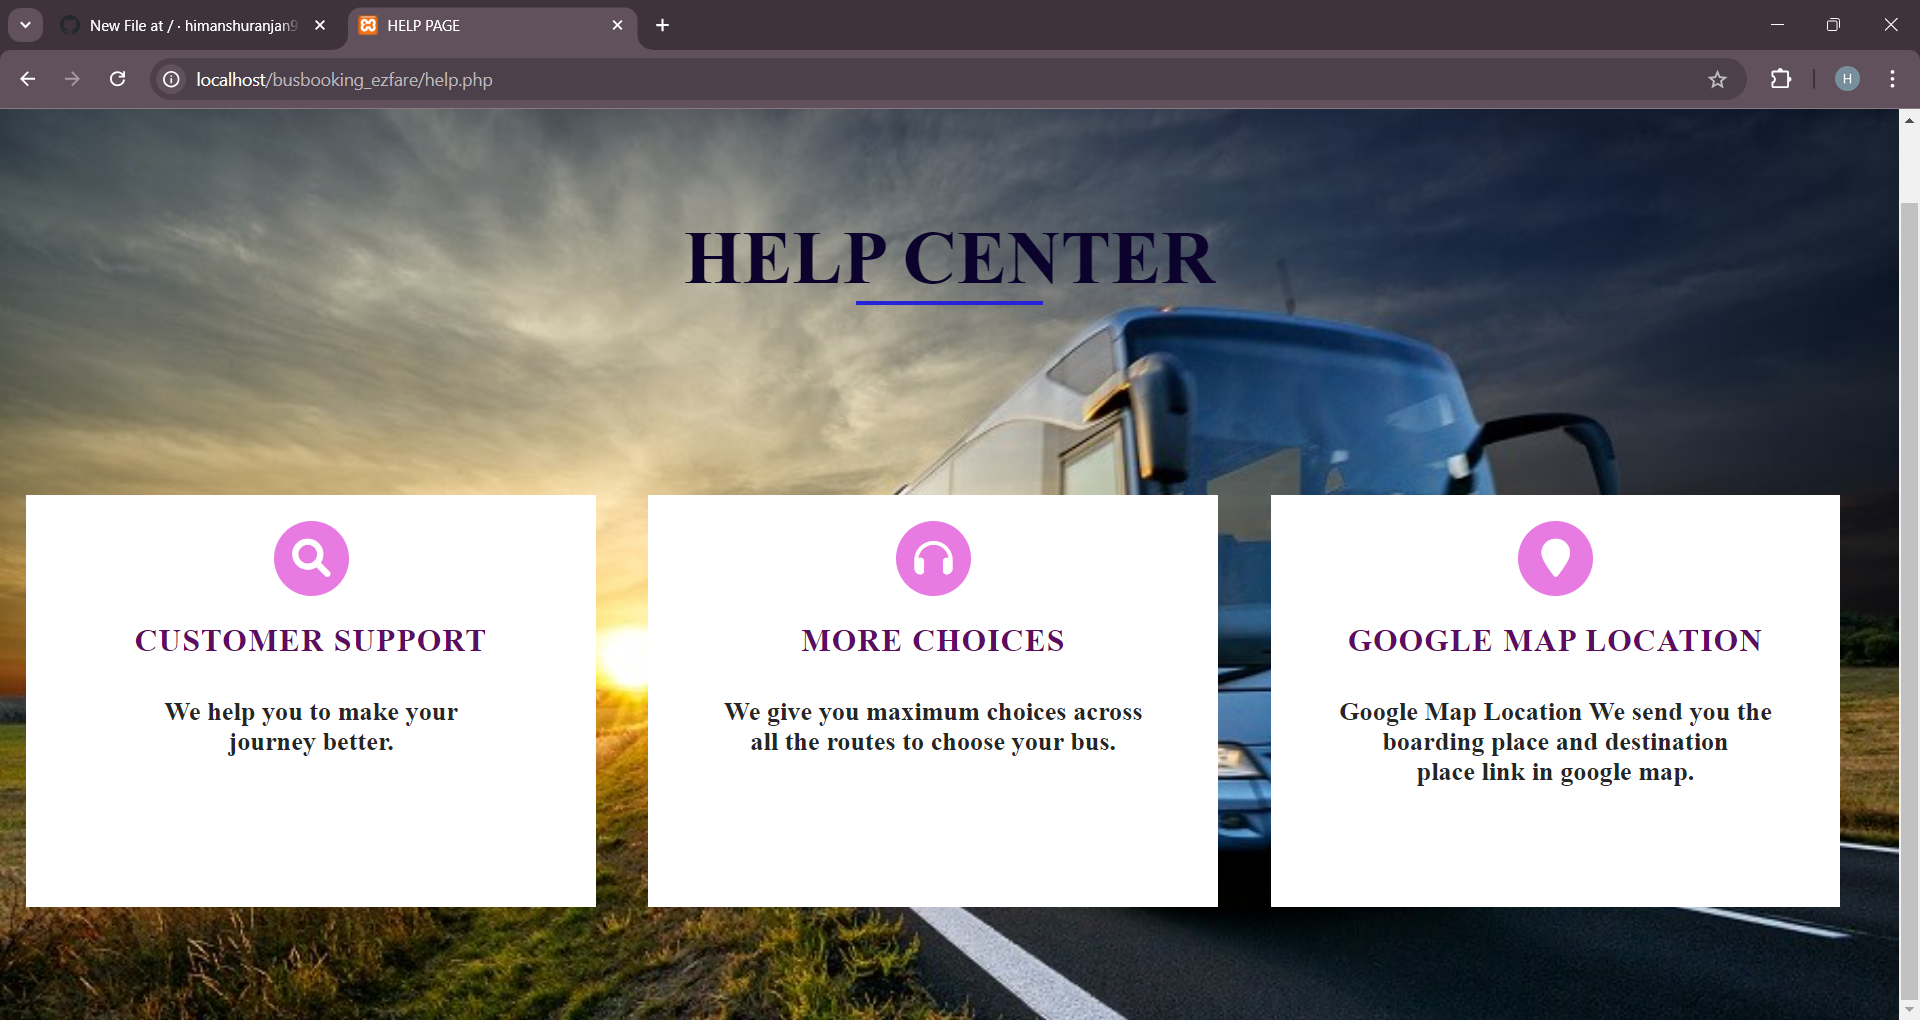 New File at / · himanshuranjan9
HELP PAGE
localhost/busbooking_ezfare/help.php
H
HELP CENTER
CUSTOMER SUPPORT
We help you to make your
journey better.
MORE CHOICES
We give you maximum choices across
all the routes to choose your bus.
GOOGLE MAP LOCATION
Google Map Location We send you the
boarding place and destination
place link in google map.